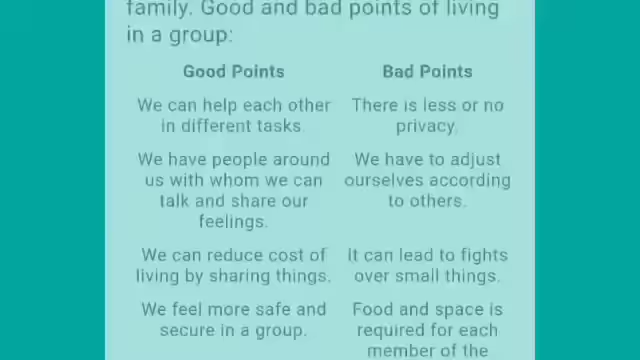 family. Good and bad points of living
in a group:
Good Points
Bad Points
We can help each other
in different tasks.
There is less or no
privacy.
We have people around
us with whom we can
talk and share our
feelings.
We have to adjust
ourselves according
to others.
We can reduce cost of
living by sharing things.
It can lead to fights
over small things.
We feel more safe and
secure in a group.
Food and space is
required for each
member of the